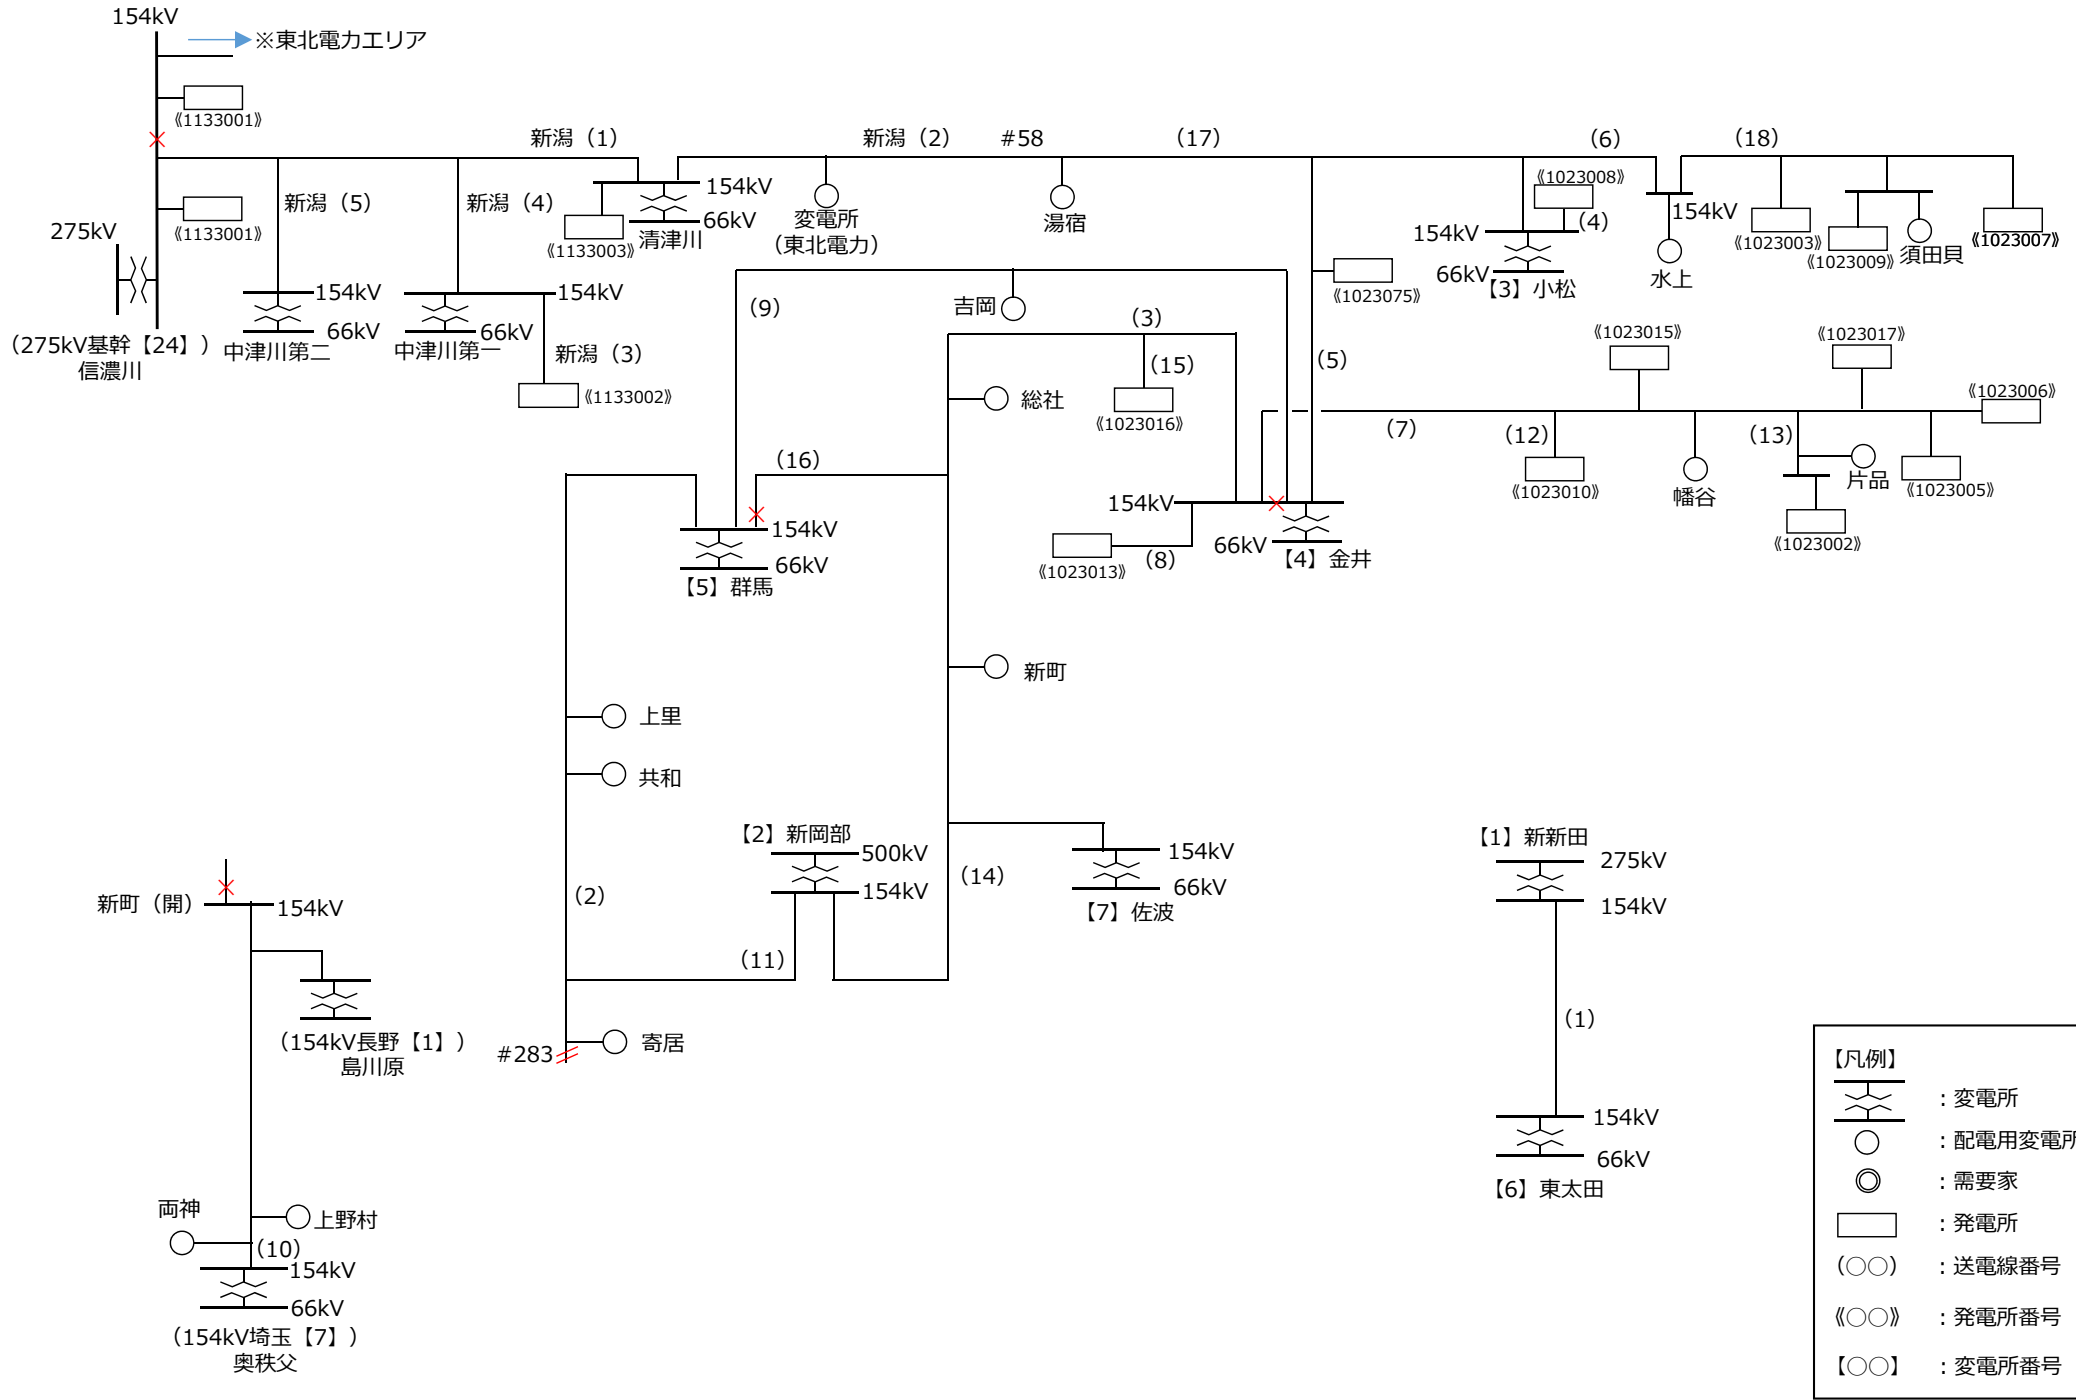 154kV
※東北電力エリア
《1133001》
新潟（1）
新潟（2）
#58
（17）
（6）
（18）
《1023008》
154kV
新潟（5）
新潟（4）
66kV
清津川
《1133003》
変電所
（東北電力）
湯宿
（4）
154kV
66kV
【3】小松
154kV
水上
《1023003》
《1023009》
須田貝
《1023007》
《1133001》
275kV
154kV
66kV
中津川第二
154kV
66kV
中津川第一
新潟（3）
《1133002》
（275kV基幹【24】）
信濃川
（9）
吉岡
（3）
（15）
《1023016》
《1023075》
（5）
《1023015》
《1023017》
《1023006》
総社
（7）
（12）
（13）
《1023010》
幡谷
片品
《1023005》
《1023002》
（16）
154kV
66kV
【5】群馬
154kV
66kV
【4】金井
《1023013》
（8）
新町
上里
共和
【2】新岡部
500kV
154kV
（2）
（11）
（14）
154kV
66kV
【7】佐波
【1】新新田
275kV
154kV
（1）
154kV
66kV
【6】東太田
新町（開）
154kV
（154kV長野【1】）
島川原
#283
寄居
両神
上野村
（10）
154kV
66kV
（154kV埼玉【7】）
奥秩父
【凡例】
：変電所
：配電用変電所
：需要家
：発電所
（○○）：送電線番号
《○○》：発電所番号
【○○】：変電所番号